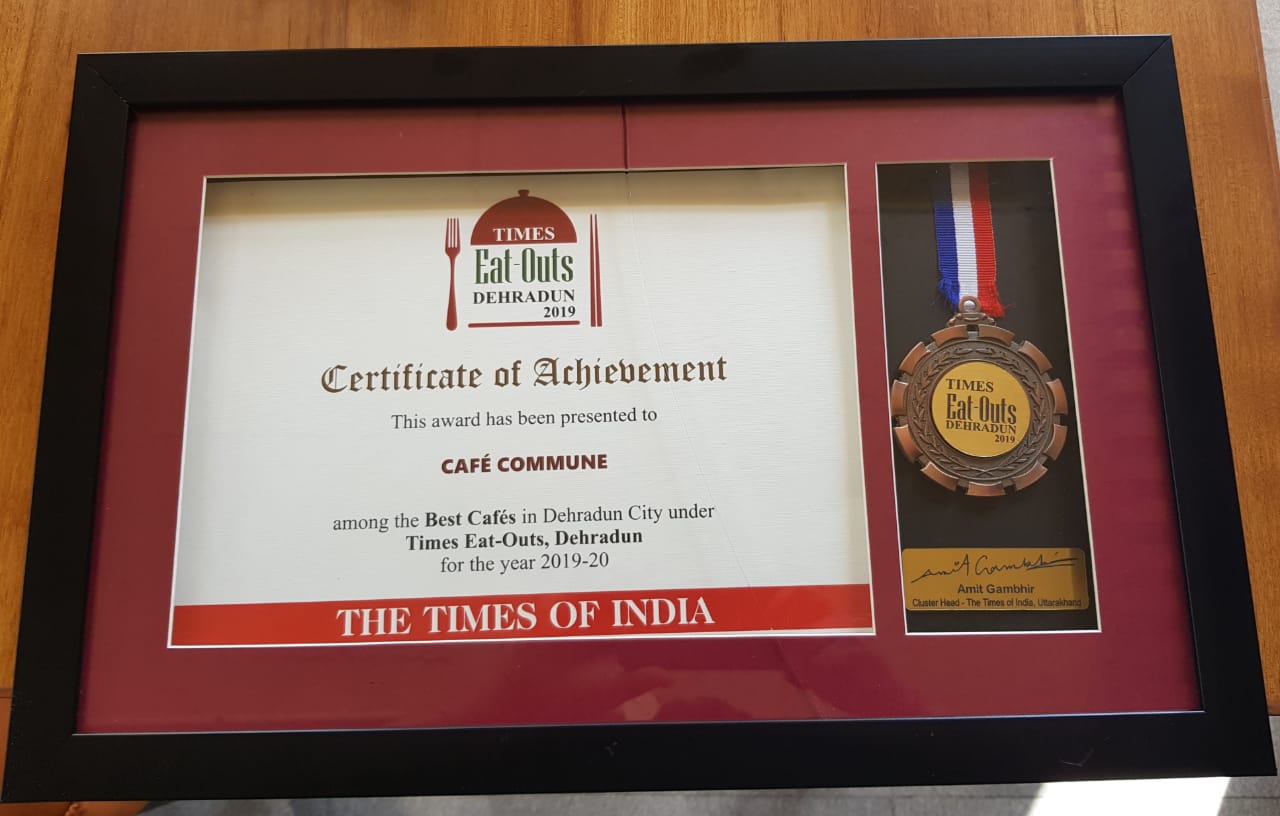 TIMES
Eat-Outs
DEHRADUN
2019
Certificate of Achievement
This award has been presented to
CAFÉ COMMUNE
among the Best Cafés in Dehradun City under
Times Eat-Outs, Dehradun
for the year 2019-20
THE TIMES OF INDIA
TIMES
Eat-Outs
DEHRADUN
2019
Amit Gambhir
Amit Gambhir
Cluster Head - The Times of India, Uttarakhand